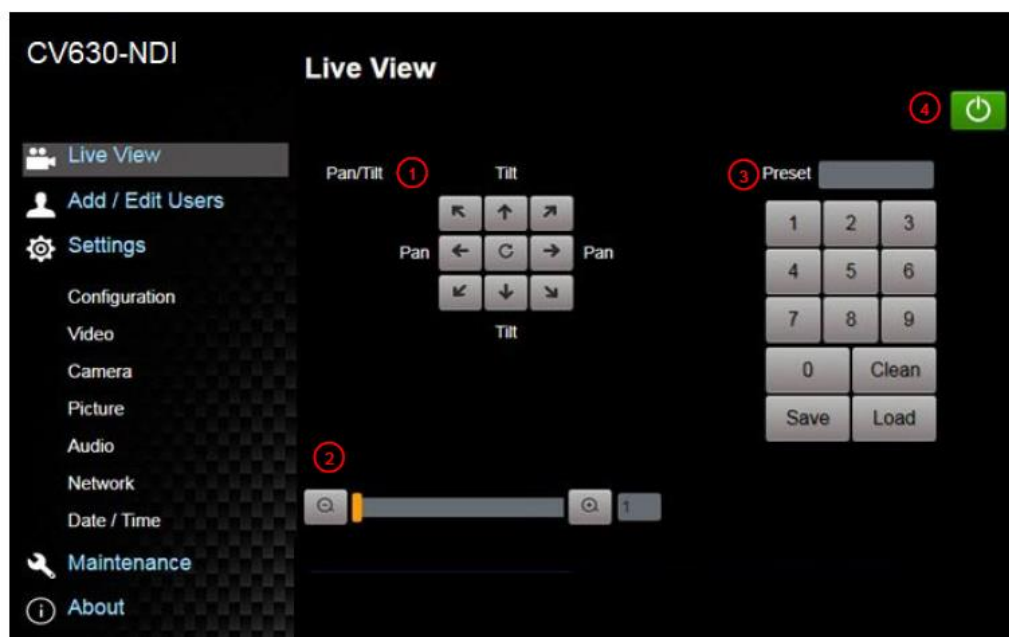 CV630-NDI
Live View
4
Live View
Add / Edit Users
Settings
Configuration
Video
Camera
Picture
Audio
Network
Date / Time
Maintenance
About
Pan/Tilt 1 Tilt
Pan Pan
Tilt
2
1
3 Preset
1 2 3
4 5 6
7 8 9
0 Clean
Save Load